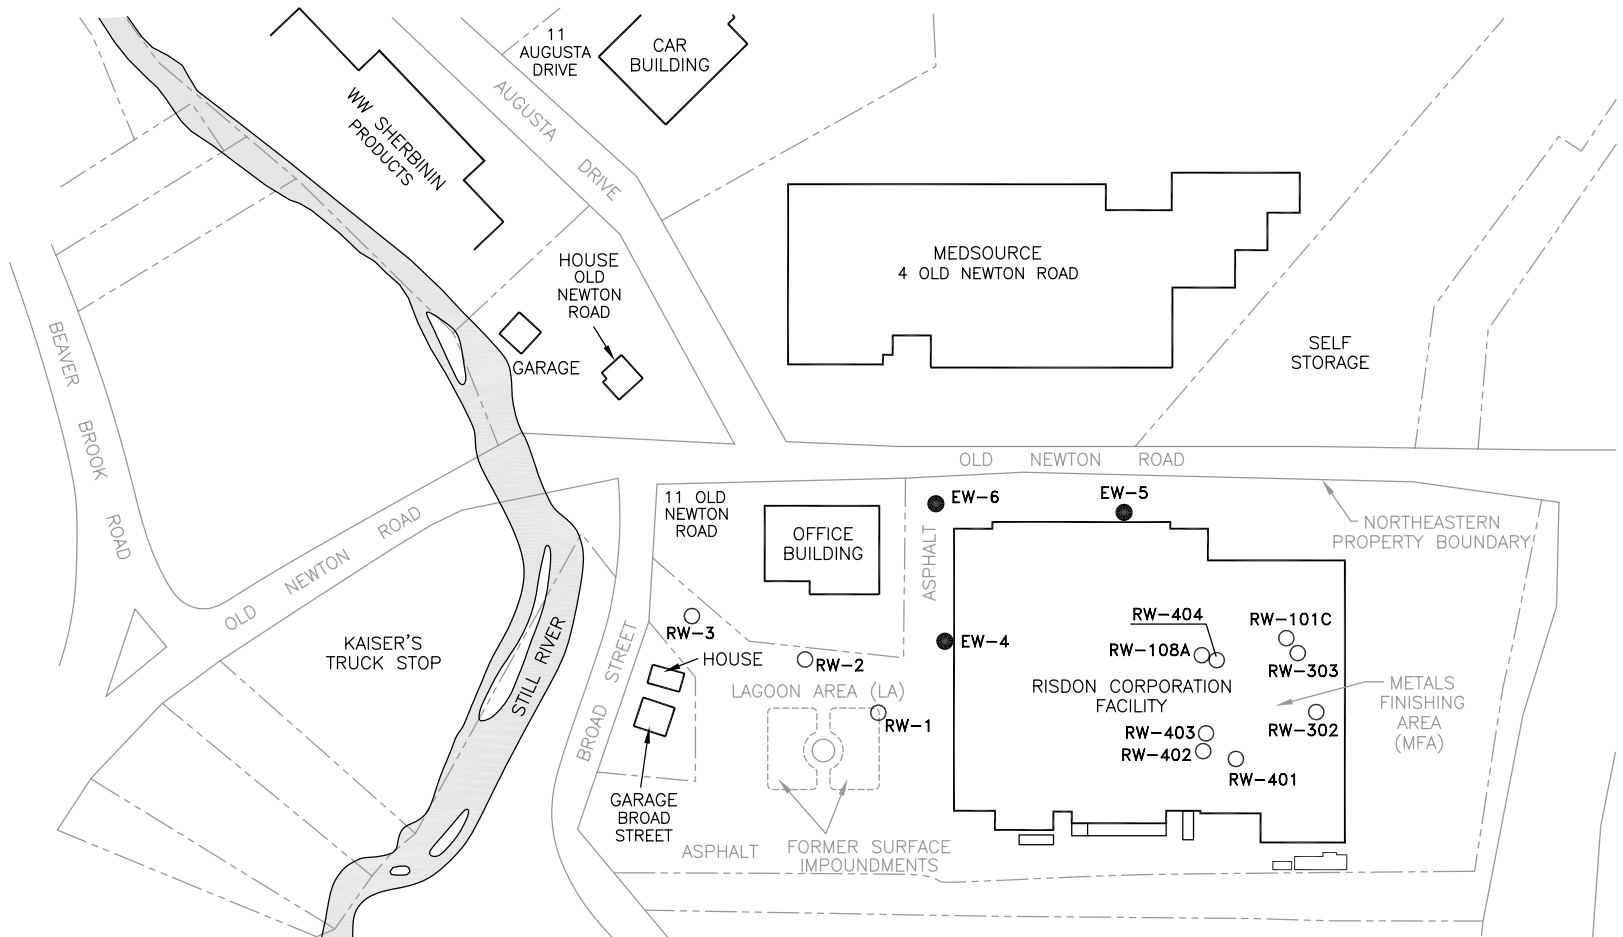 11
AUGUSTA
DRIVE
CAR
BUILDING
WW SHERBININ
PRODUCTS
AUGUSTA DRIVE
HOUSE
OLD
NEWTON
ROAD
GARAGE
MEDSOURCE
4 OLD NEWTON ROAD
SELF
STORAGE
BEAVER BROOK ROAD
OLD NEWTON ROAD
OLD NEWTON ROAD
11 OLD
NEWTON
ROAD
OFFICE
BUILDING
EW-6
EW-5
ASPHALT
NORTHEASTERN
PROPERTY BOUNDARY
KAISER'S
TRUCK STOP
STILL RIVER
BROAD STREET
RW-3
HOUSE
RW-2
EW-4
LAGOON AREA (LA)
RW-1
RW-404
RW-108A
RW-101C
RW-303
RISDON CORPORATION
FACILITY
METALS
FINISHING
AREA
(MFA)
RW-302
RW-403
RW-402
RW-401
GARAGE
BROAD
STREET
ASPHALT
FORMER SURFACE
IMPOUNDMENTS